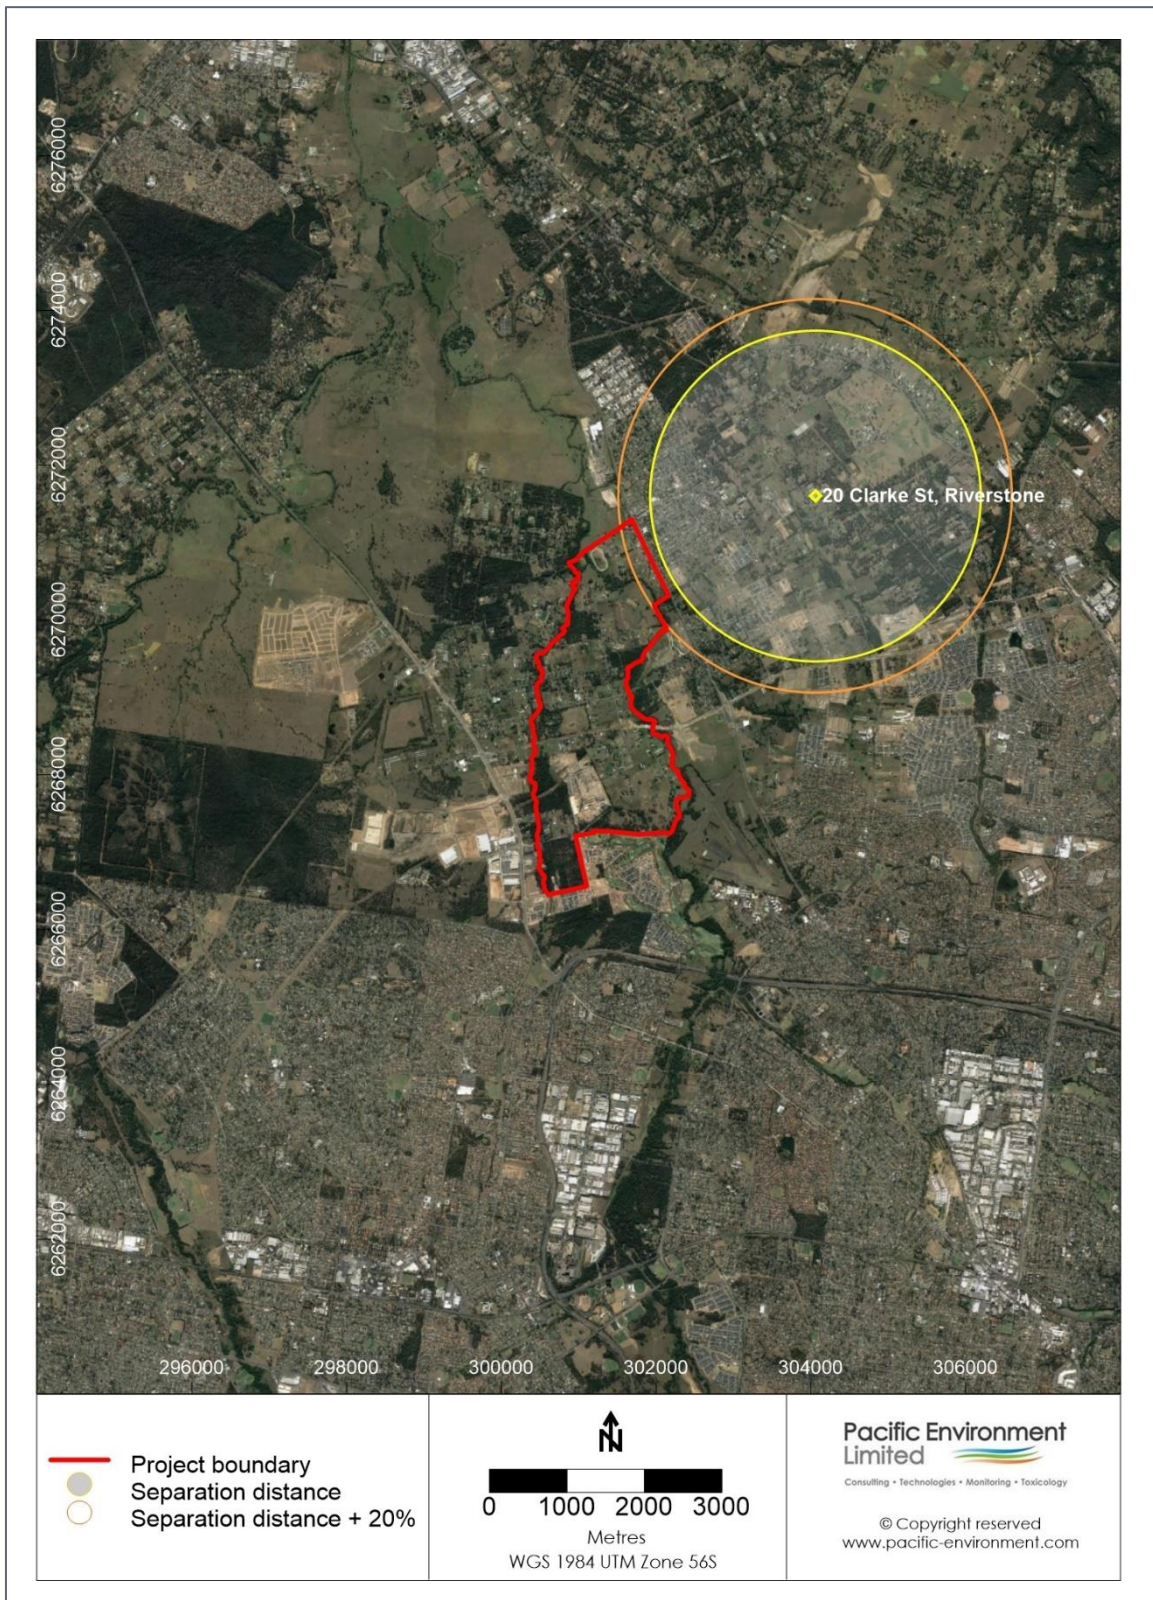 6276000
6274000
6272000
6270000
6268000
6266000
6264000
6262000
20 Clarke St, Riverstone
296000 298000 300000 302000 304000 306000
Project boundary
Separation distance
Separation distance + 20%
N
0 1000 2000 3000
Metres
WGS 1984 UTM Zone 56S
Pacific Environment
Limited
Consulting • Technologies • Monitoring • Toxicology
© Copyright reserved
www.pacific-environment.com